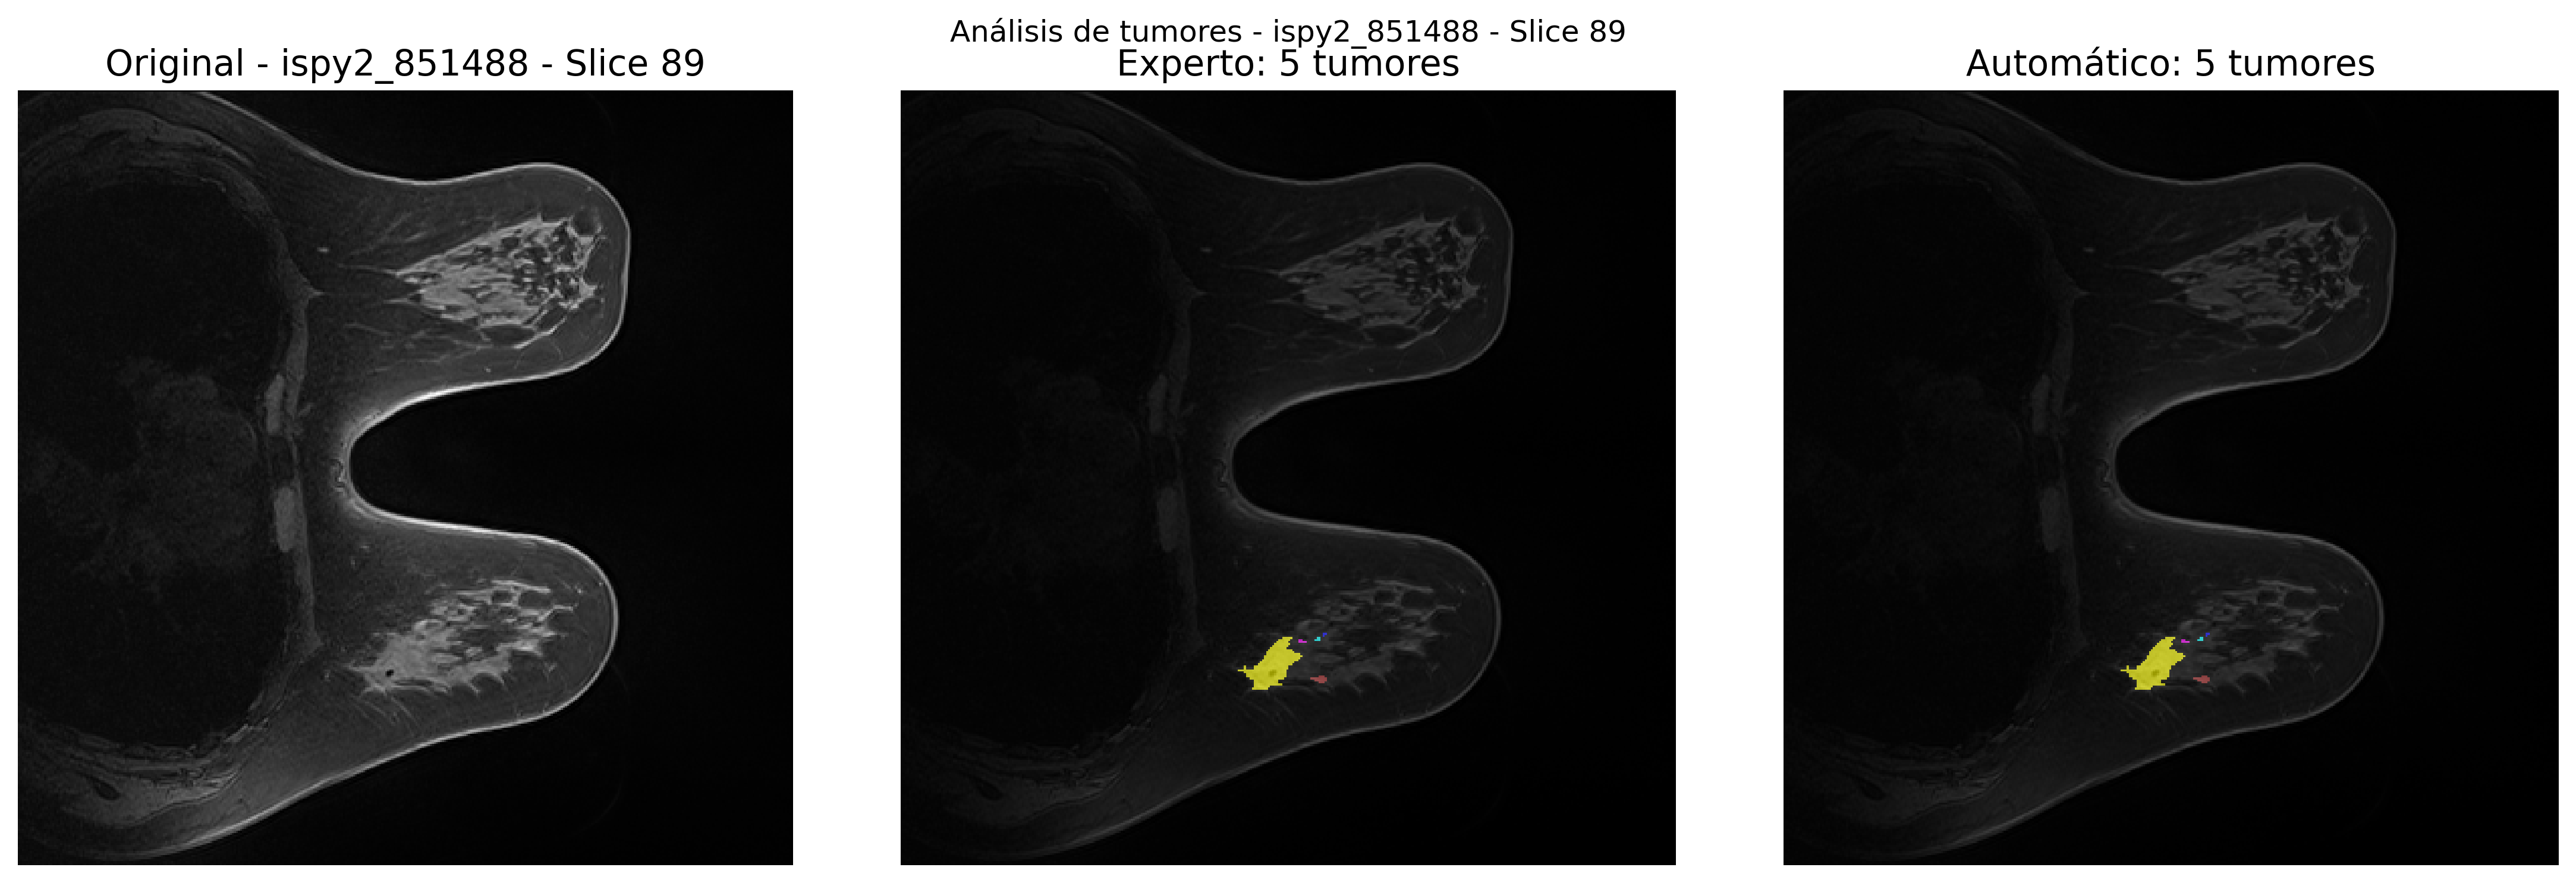 Análisis de tumores - ispy2_851488 - Slice 89
Original - ispy2_851488 - Slice 89
Experto: 5 tumores
Automático: 5 tumores